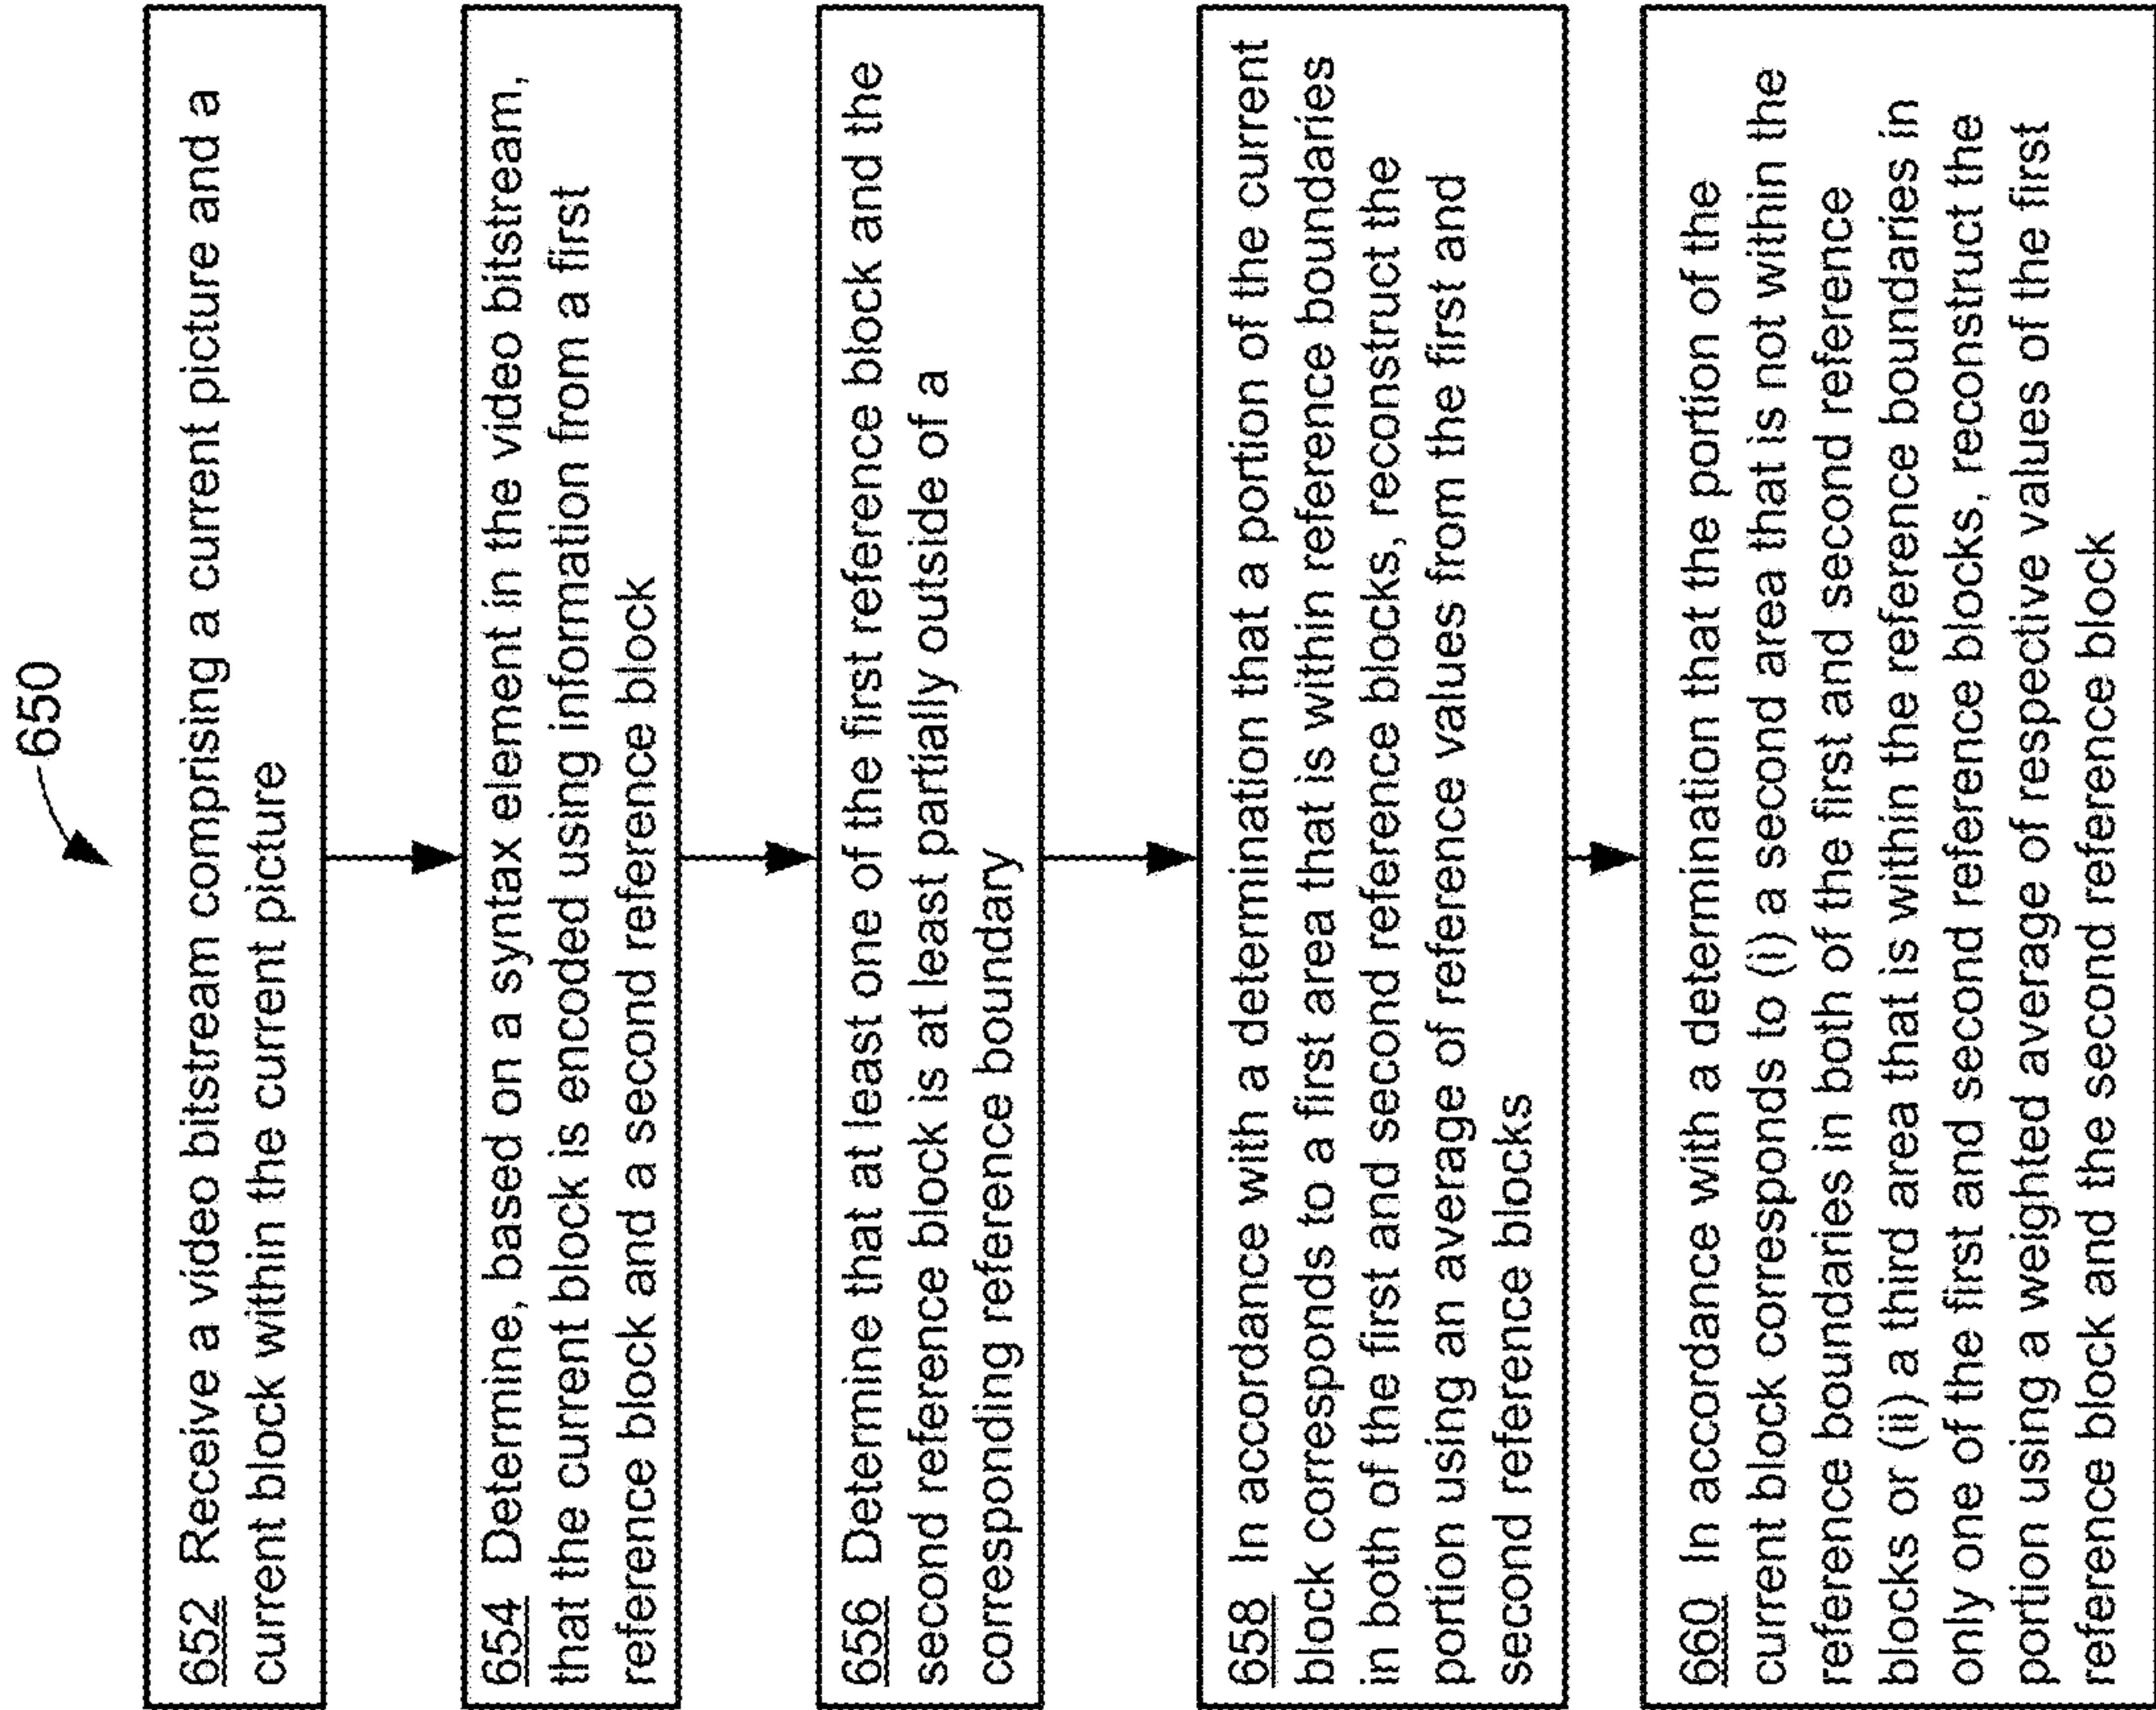 650
652 Receive a video bitstream comprising a current picture and a
current block within the current picture
654 Determine, based on a syntax element in the video bitstream,
that the current block is encoded using information from a first
reference block and a second reference block
656 Determine that at least one of the first reference block and the
second reference block is at least partially outside of a
corresponding reference boundary
658 In accordance with a determination that a portion of the current
block corresponds to a first area that is within reference boundaries
in both of the first and second reference blocks, reconstruct the
portion using an average of reference values from the first and
second reference blocks
660 In accordance with a determination that the portion of the
current block corresponds to (i) a second area that is not within the
reference boundaries in both of the first and second reference
blocks or (ii) a third area that is within the reference boundaries in
only one of the first and second reference blocks, reconstruct the
portion using a weighted average of respective values of the first
reference block and the second reference block